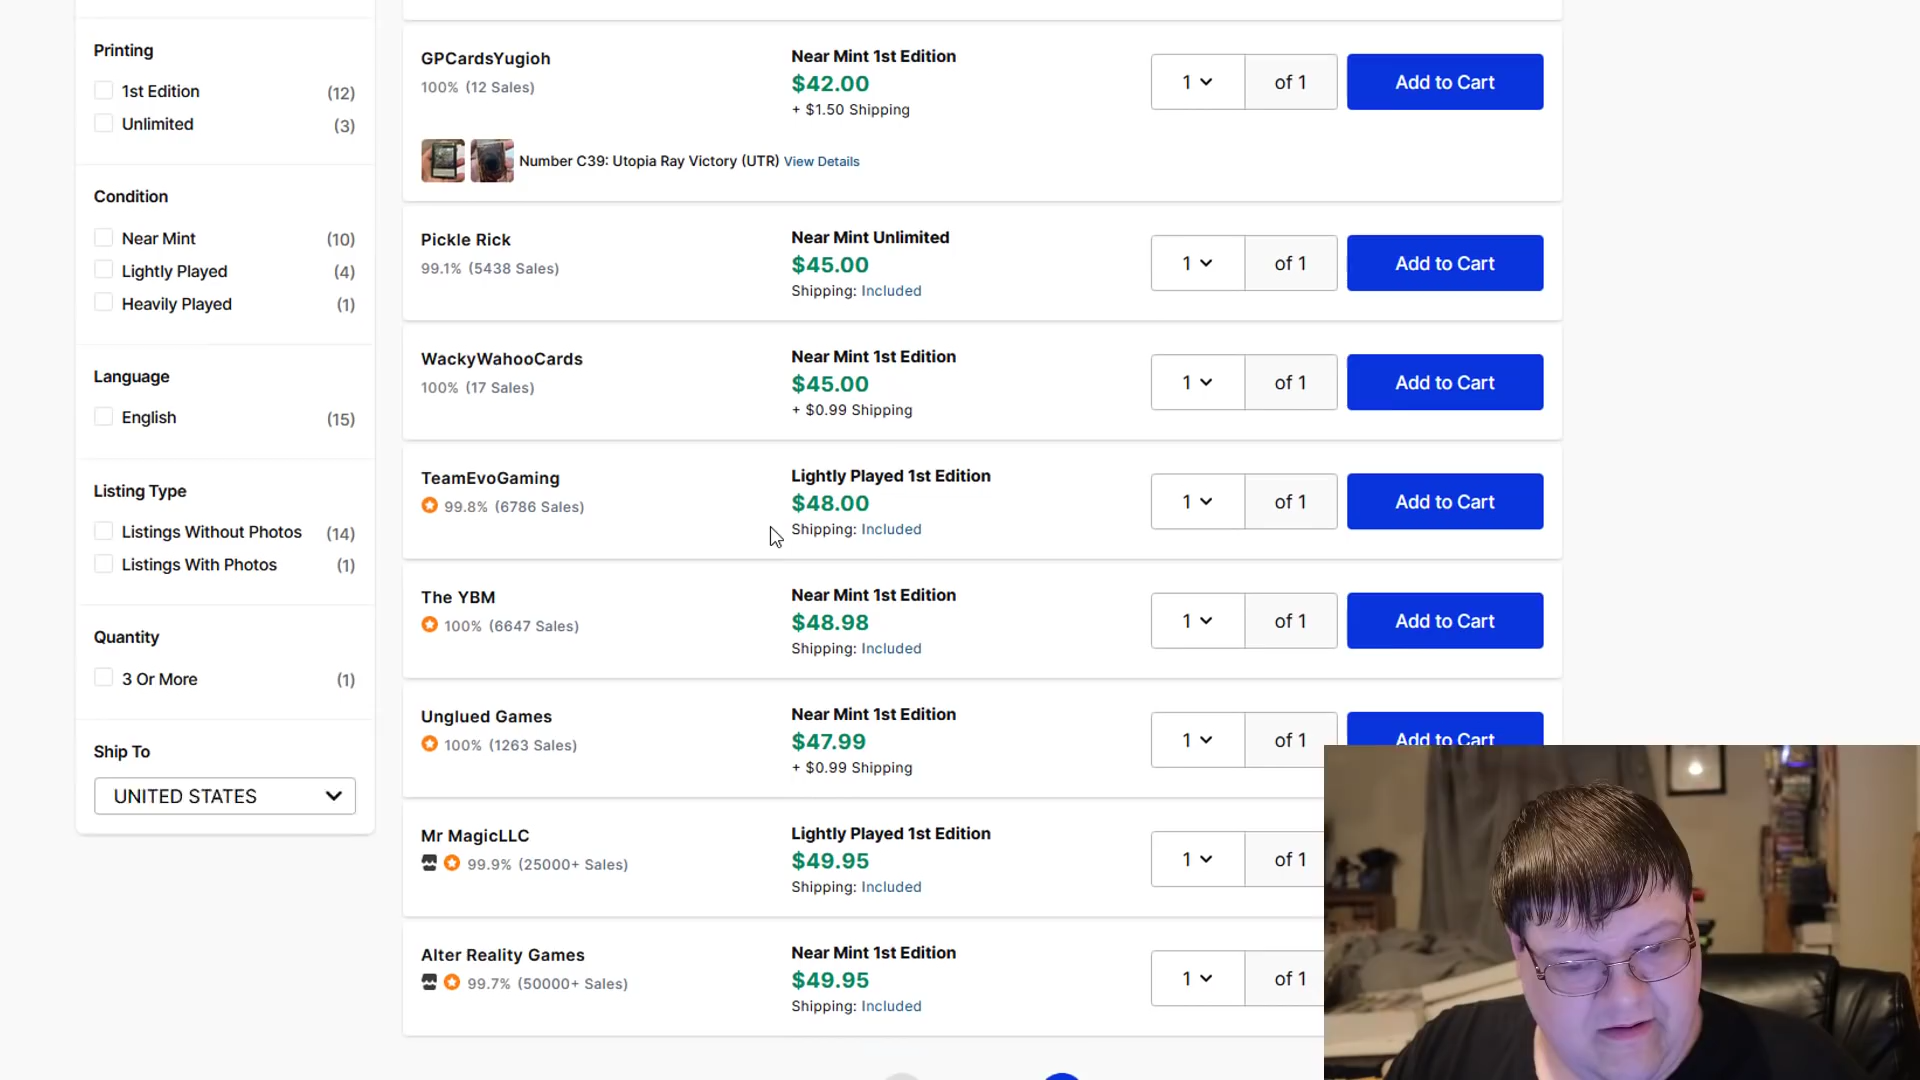 Printing
1st Edition (12)
Unlimited (3)
Condition
Near Mint (10)
Lightly Played (4)
Heavily Played (1)
Language
English (15)
Listing Type
Listings Without Photos (14)
Listings With Photos (1)
Quantity
3 Or More (1)
Ship To
UNITED STATES
GPCardsYugioh
100% (12 Sales)
Near Mint 1st Edition
$42.00
+ $1.50 Shipping
1 of 1
Add to Cart
Number C39: Utopia Ray Victory (UTR) View Details
Pickle Rick
99.1% (5438 Sales)
Near Mint Unlimited
$45.00
Shipping: Included
1 of 1
Add to Cart
WackyWahooCards
100% (17 Sales)
Near Mint 1st Edition
$45.00
+ $0.99 Shipping
1 of 1
Add to Cart
TeamEvoGaming
99.8% (6786 Sales)
Lightly Played 1st Edition
$48.00
Shipping: Included
1 of 1
Add to Cart
The YBM
100% (6647 Sales)
Near Mint 1st Edition
$48.98
Shipping: Included
1 of 1
Add to Cart
Unglued Games
100% (1263 Sales)
Near Mint 1st Edition
$47.99
+ $0.99 Shipping
1 of 1
Add to Cart
Mr MagicLLC
99.9% (25000+ Sales)
Lightly Played 1st Edition
$49.95
Shipping: Included
1 of 1
Alter Reality Games
99.7% (50000+ Sales)
Near Mint 1st Edition
$49.95
Shipping: Included
1 of 1